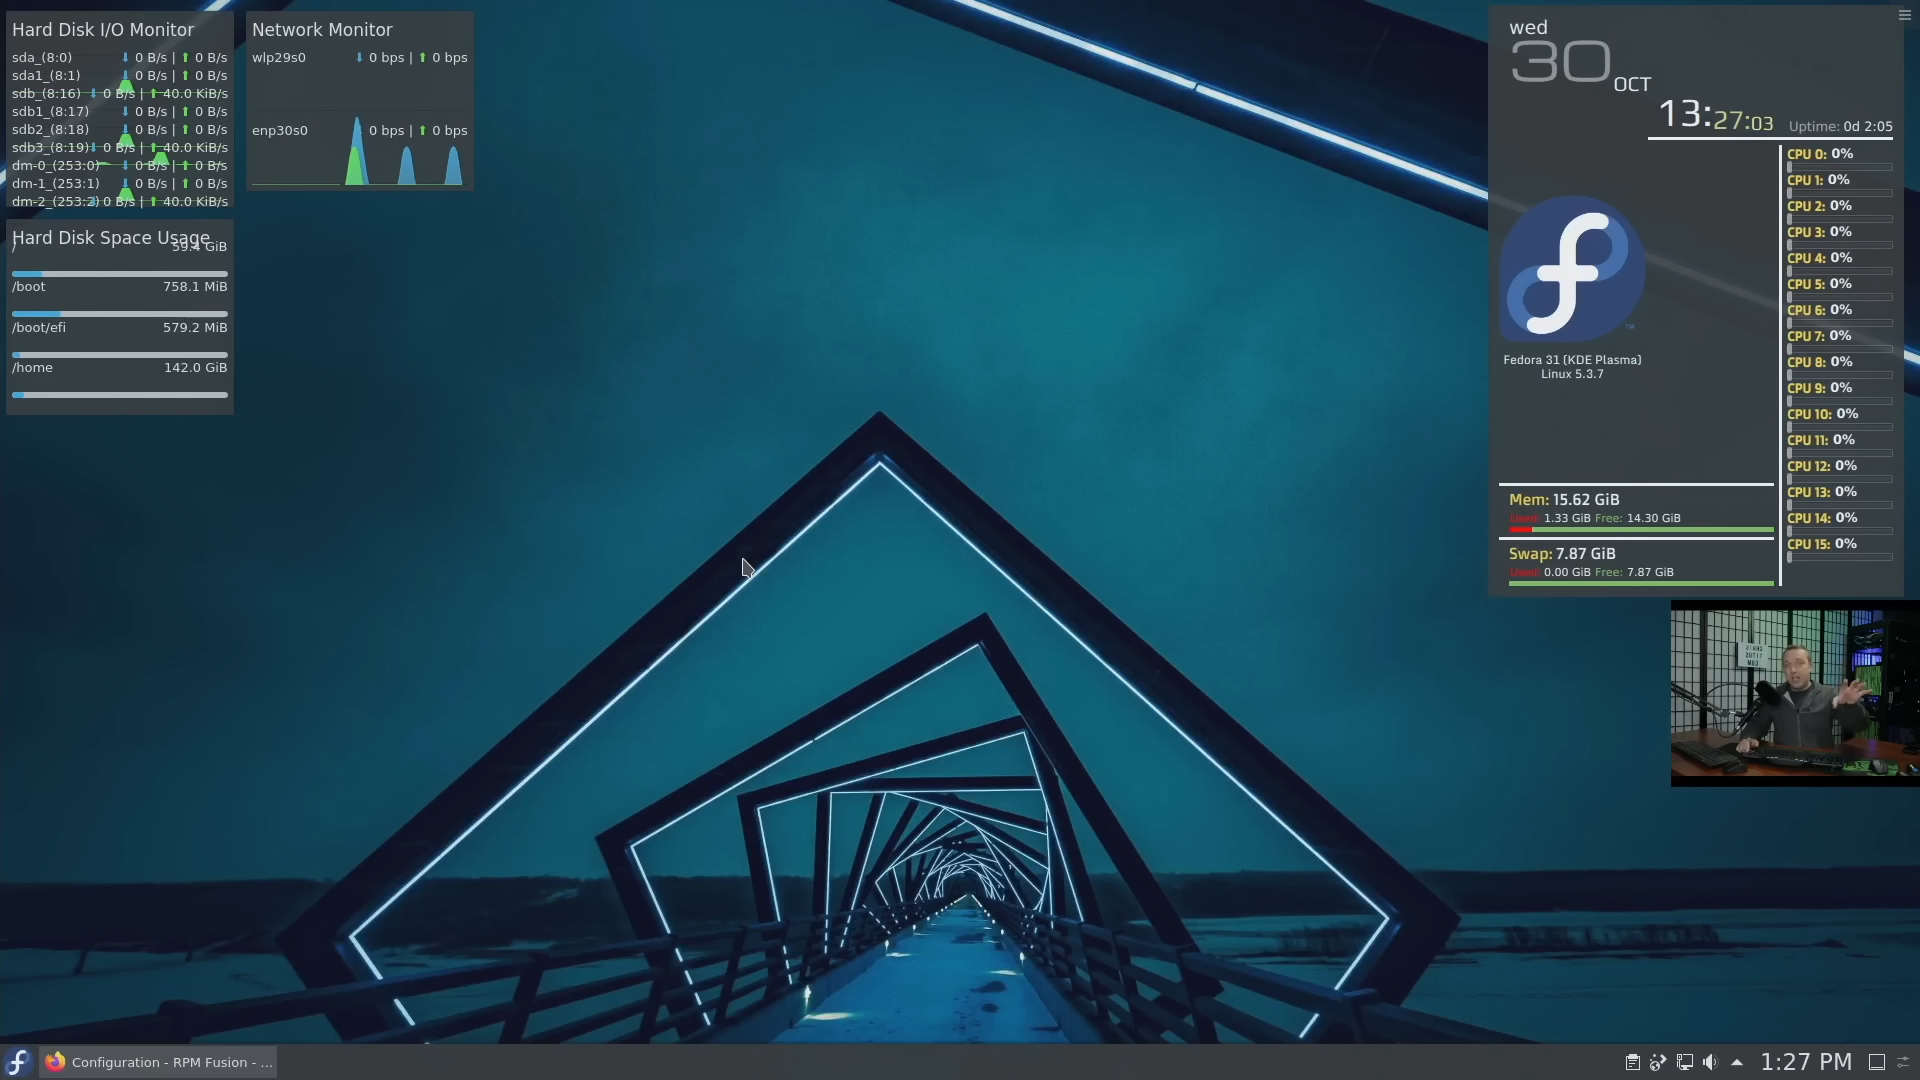 Hard Disk I/O Monitor
sda_(8:0) 0 B/s | 0 B/s
sda1_(8:1) 0 B/s | 0 B/s
sdb_(8:16) 0 B/s | 40.0 KiB/s
sdb1_(8:17) 0 B/s | 0 B/s
sdb2_(8:18) 0 B/s | 0 B/s
sdb3_(8:19) 0 B/s | 40.0 KiB/s
dm-0_(253:0) 0 B/s | 0 B/s
dm-1_(253:1) 0 B/s | 0 B/s
dm-2_(253:2) 0 B/s | 40.0 KiB/s
Network Monitor
wlp29s0 0 bps | 0 bps
enp30s0 0 bps | 0 bps
Hard Disk Space Usage
/ 59.4 GiB
/boot 758.1 MiB
/boot/efi 579.2 MiB
/home 142.0 GiB
wed
30
OCT
13:27:03 Uptime: 0d 2:05
Fedora 31 (KDE Plasma)
Linux 5.3.7
CPU 0: 0%
CPU 1: 0%
CPU 2: 0%
CPU 3: 0%
CPU 4: 0%
CPU 5: 0%
CPU 6: 0%
CPU 7: 0%
CPU 8: 0%
CPU 9: 0%
CPU 10: 0%
CPU 11: 0%
CPU 12: 0%
CPU 13: 0%
CPU 14: 0%
CPU 15: 0%
Mem: 15.62 GiB
Used: 1.33 GiB Free: 14.30 GiB
Swap: 7.87 GiB
Used: 0.00 GiB Free: 7.87 GiB
Configuration - RPM Fusion - ...
1:27 PM